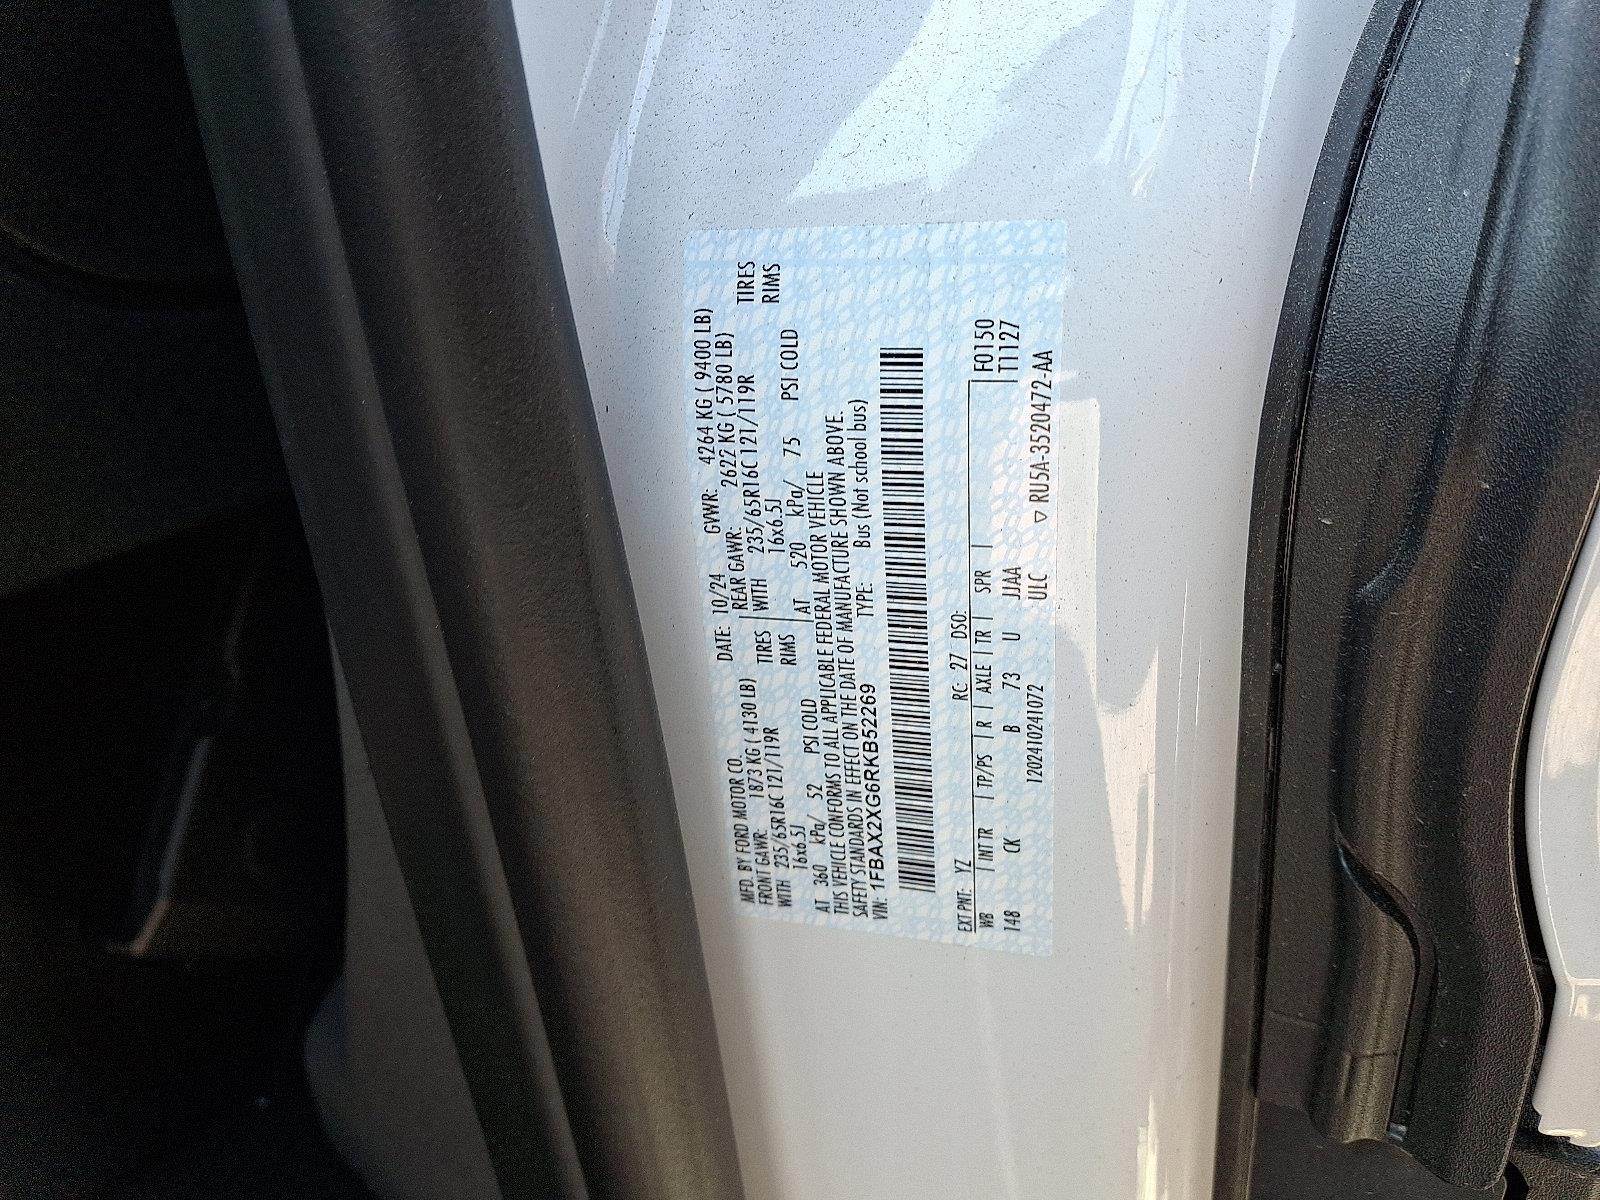 MFD. BY FORD MOTOR CO. DATE: 10/24 GVWR: 4264 KG ( 9400 LB)
FRONT GAWR: 1873 KG ( 4130 LB) REAR GAWR: 2622 KG ( 5780 LB)
WITH 235/65R16C 121/119R TIRES WITH 235/65R16C 121/119R TIRES
16x6.5J RIMS 16x6.5J RIMS
AT 360 kPa/ 52 PSI COLD AT 520 kPa/ 75 PSI COLD
THIS VEHICLE CONFORMS TO ALL APPLICABLE FEDERAL MOTOR VEHICLE
SAFETY STANDARDS IN EFFECT ON THE DATE OF MANUFACTURE SHOWN ABOVE.
VIN: 1FBAX2XG6RKB52269 TYPE: Bus (Not school bus)
EXT PNT: YZ RC: 27 DSO:
WB | INT TR | TP/PS | R | AXLE | TR | SPR | F0150
148 CK B 73 U JJAA T1127
1202410241072 ULC ▽ RU5A-3520472-AA